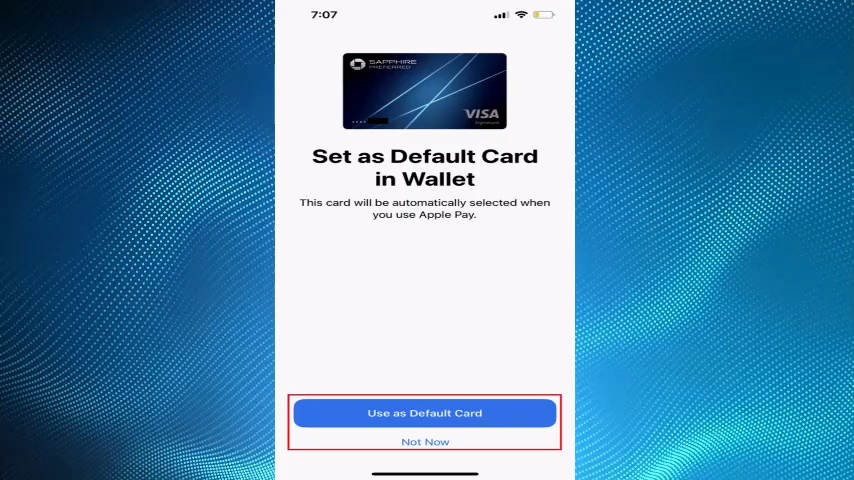 7:07
SAPPHIRE
PREFERRED
VISA
Signature
Set as Default Card
in Wallet
This card will be automatically selected when
you use Apple Pay.
Use as Default Card
Not Now